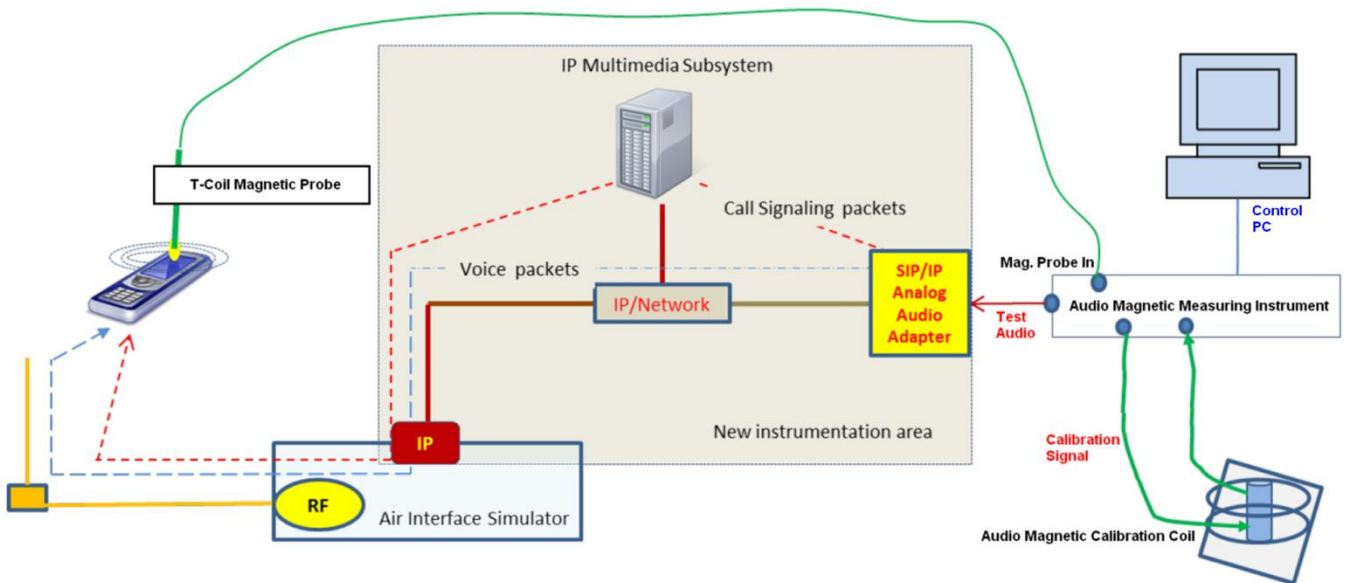 IP Multimedia Subsystem
T-Coil Magnetic Probe
Call Signaling packets
Control
PC
Voice packets
Mag. Probe In
SIP/IP
Analog
Audio
Adapter
IP/Network
Test
Audio
Audio Magnetic Measuring Instrument
IP
New instrumentation area
Calibration
Signal
RF
Air Interface Simulator
Audio Magnetic Calibration Coil